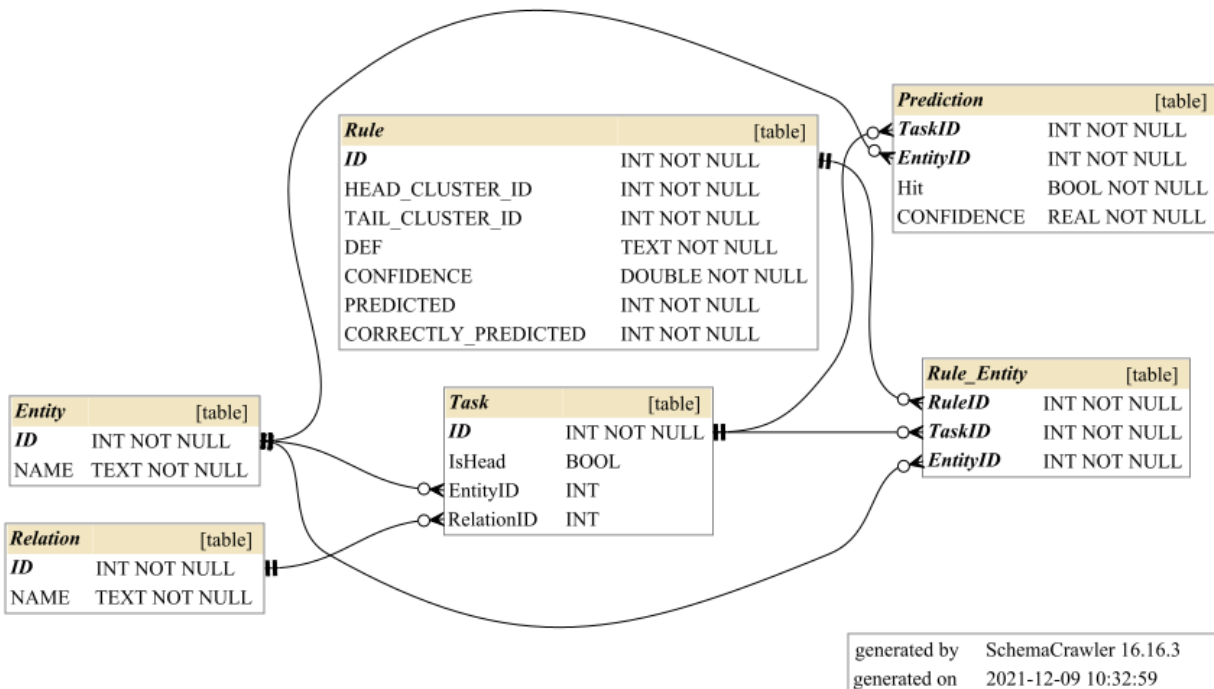 Prediction [table]
TaskID INT NOT NULL
EntityID INT NOT NULL
Hit BOOL NOT NULL
CONFIDENCE REAL NOT NULL
Rule [table]
ID INT NOT NULL
HEAD_CLUSTER_ID INT NOT NULL
TAIL_CLUSTER_ID INT NOT NULL
DEF TEXT NOT NULL
CONFIDENCE DOUBLE NOT NULL
PREDICTED INT NOT NULL
CORRECTLY_PREDICTED INT NOT NULL
Rule_Entity [table]
RuleID INT NOT NULL
TaskID INT NOT NULL
EntityID INT NOT NULL
Task [table]
ID INT NOT NULL
IsHead BOOL
EntityID INT
RelationID INT
Entity [table]
ID INT NOT NULL
NAME TEXT NOT NULL
Relation [table]
ID INT NOT NULL
NAME TEXT NOT NULL
generated by SchemaCrawler 16.16.3
generated on 2021-12-09 10:32:59